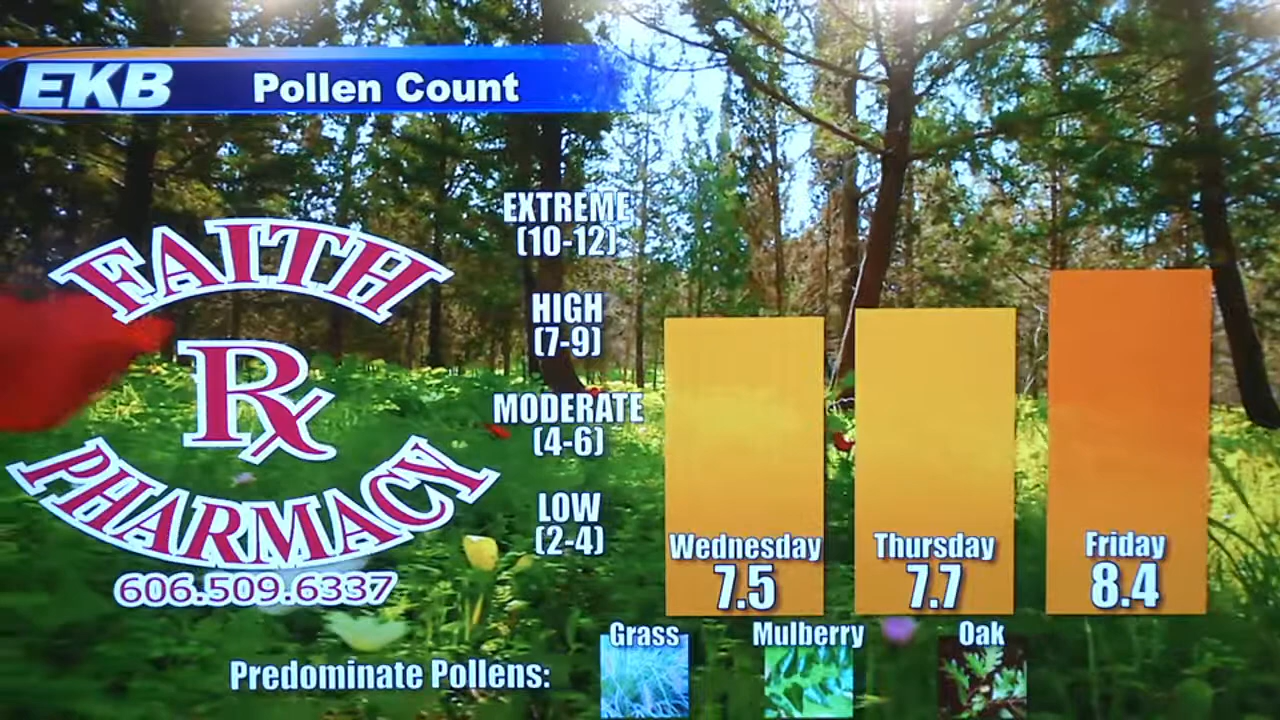 EKB
Pollen Count
FAITH
Rx
PHARMACY
606.509.6337
EXTREME
(10-12)
HIGH
(7-9)
MODERATE
(4-6)
LOW
(2-4)
Wednesday
7.5
Thursday
7.7
Friday
8.4
Predominate Pollens:
Grass
Mulberry
Oak